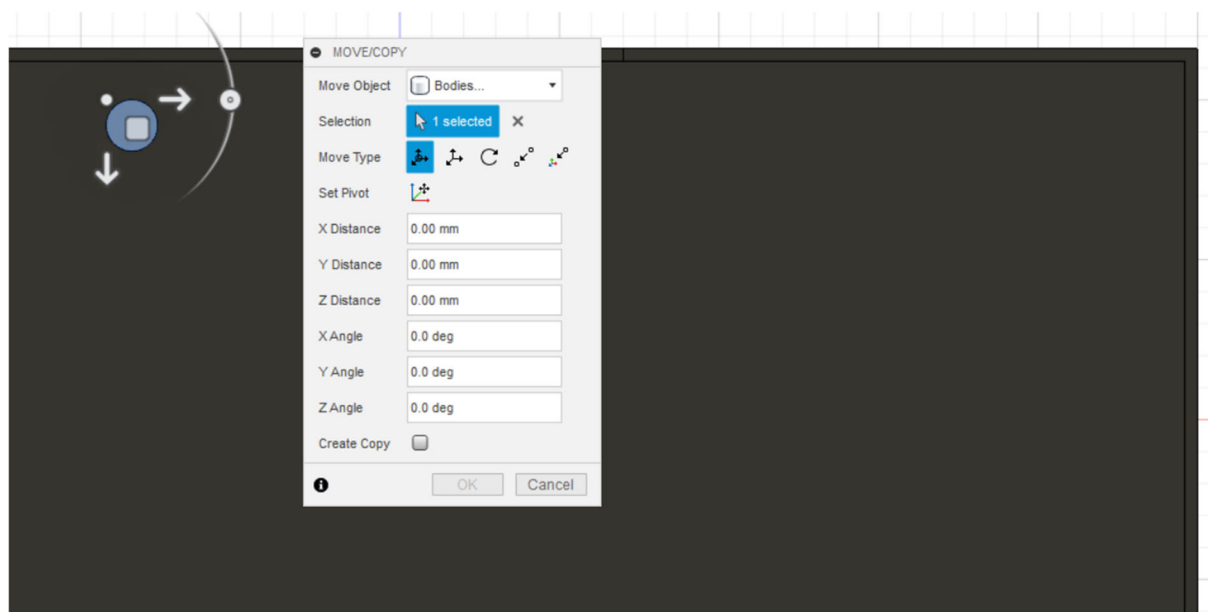 MOVE/COPY
Move Object Bodies...
Selection 1 selected
Move Type
Set Pivot
X Distance 0.00 mm
Y Distance 0.00 mm
Z Distance 0.00 mm
X Angle 0.0 deg
Y Angle 0.0 deg
Z Angle 0.0 deg
Create Copy
OK Cancel